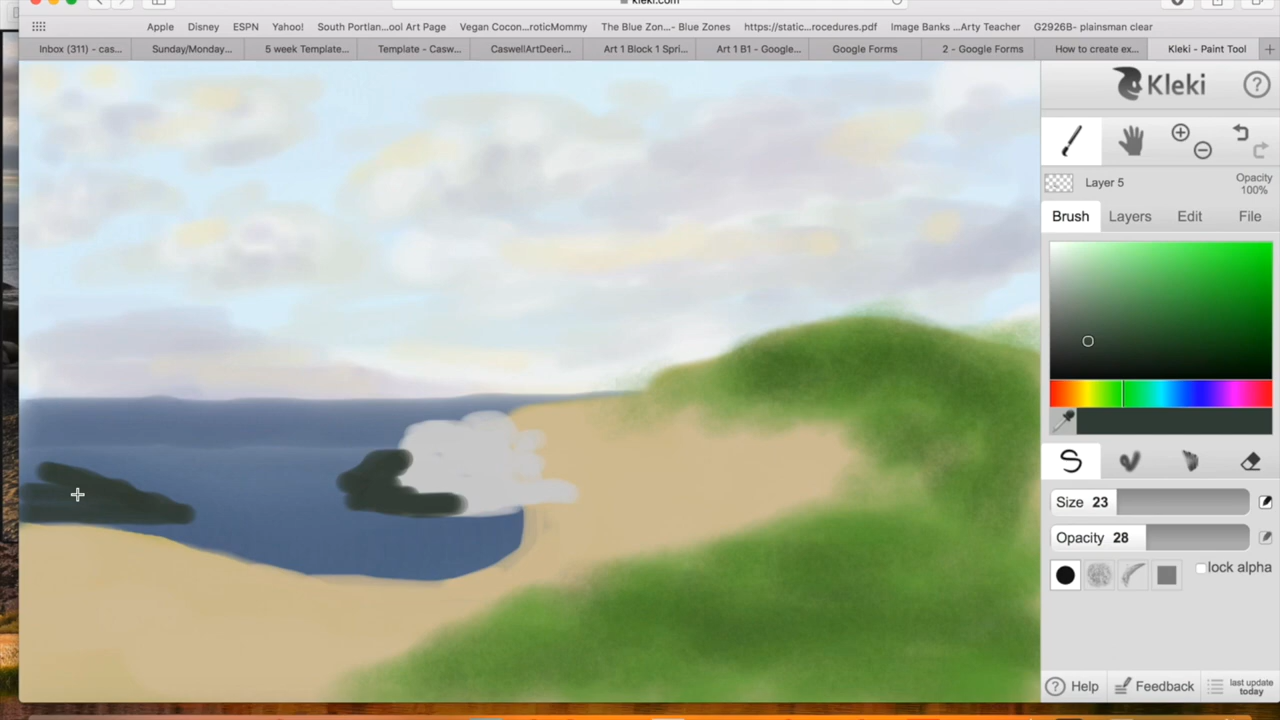 kleki.com
Apple Disney ESPN Yahoo! South Portlan...ool Art Page Vegan Cocon...roticMommy The Blue Zon...- Blue Zones https://static...rocedures.pdf Image Banks ...Arty Teacher G2926B- plainsman clear
Inbox (311) - cas... Sunday/Monday... 5 week Template... Template - Casw... CaswellArtDeeri... Art 1 Block 1 Spri... Art 1 B1 - Google... Google Forms 2 - Google Forms How to create ex... Kleki - Paint Tool
Kleki
Layer 5
Opacity
100%
Brush Layers Edit File
Size 23
Opacity 28
lock alpha
Help Feedback last update
today